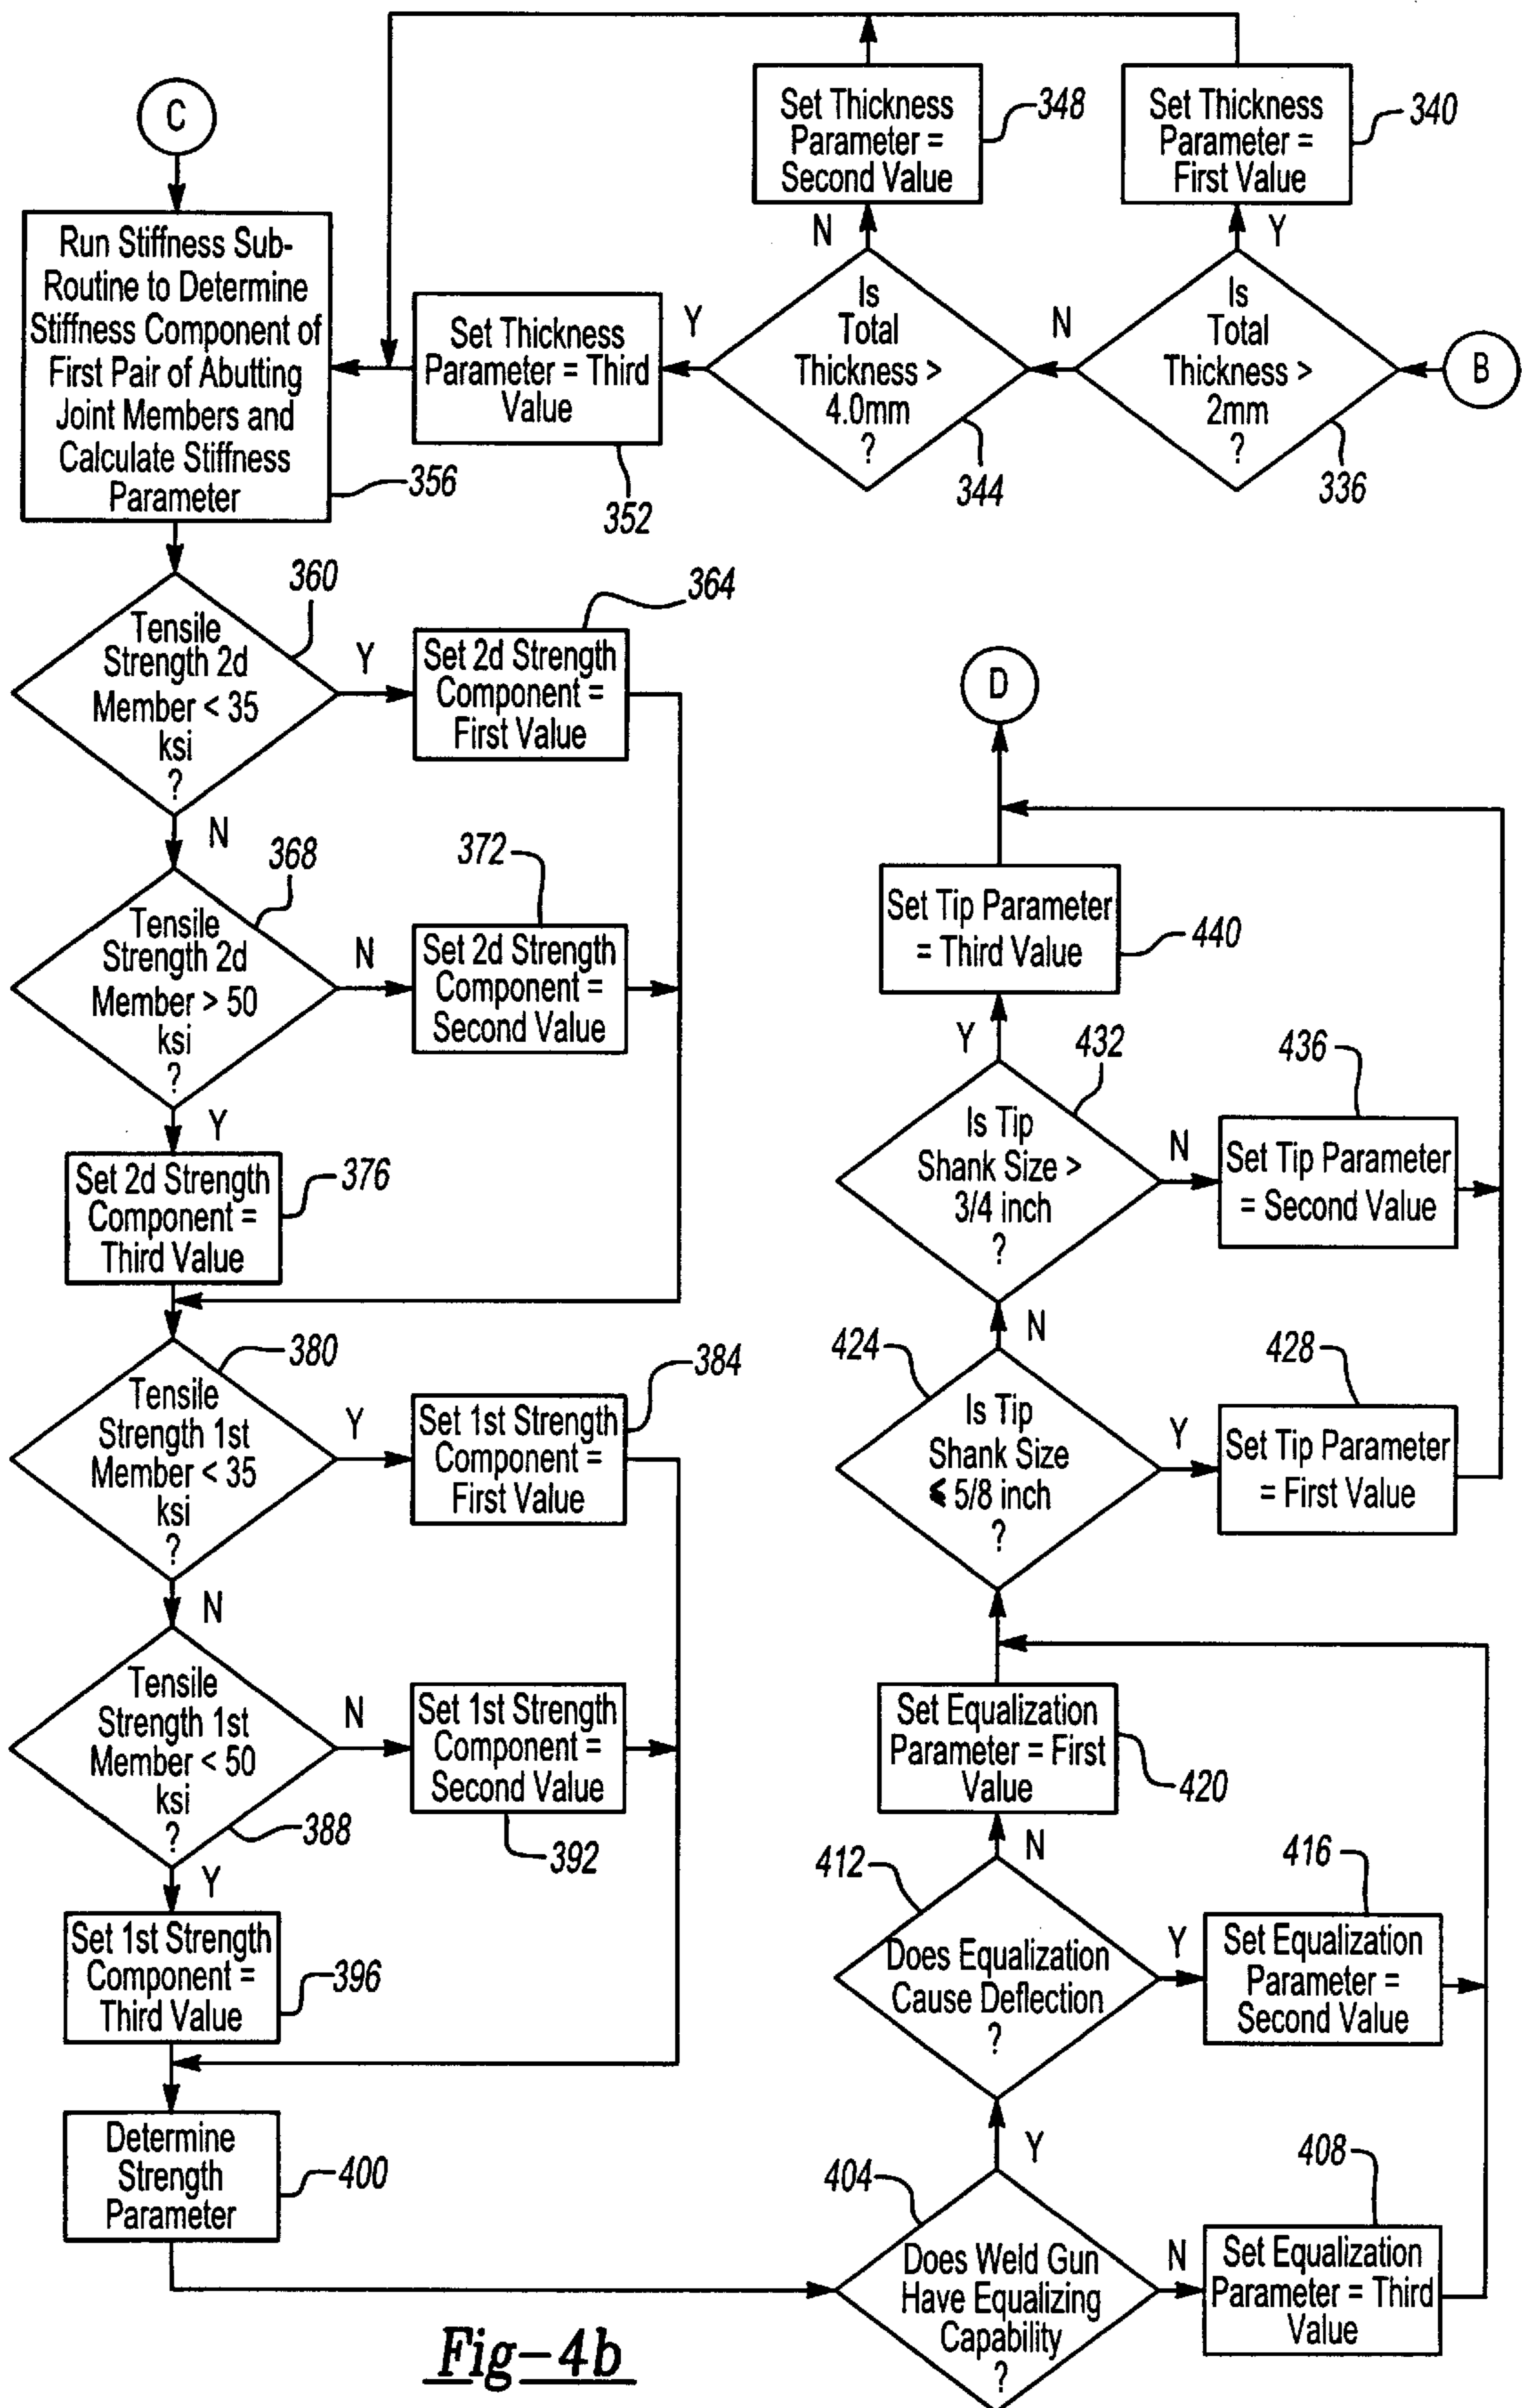 C
Run Stiffness Sub-
Routine to Determine
Stiffness Component of
First Pair of Abutting
Joint Members and
Calculate Stiffness
Parameter
356
Set Thickness
Parameter = Third
Value
352
Set Thickness
Parameter =
Second Value
348
N
Y
Is
Total
Thickness >
4.0mm
?
344
N
Set Thickness
Parameter =
First Value
340
Y
Is
Total
Thickness >
2mm
?
336
B
360
Tensile
Strength 2d
Member < 35
ksi
?
Y
364
Set 2d Strength
Component =
First Value
N
368
Tensile
Strength 2d
Member > 50
ksi
?
N
372
Set 2d Strength
Component =
Second Value
Y
Set 2d Strength
Component =
Third Value
376
380
Tensile
Strength 1st
Member < 35
ksi
?
Y
384
Set 1st Strength
Component =
First Value
N
Tensile
Strength 1st
Member < 50
ksi
?
388
N
Set 1st Strength
Component =
Second Value
392
Y
Set 1st Strength
Component =
Third Value
396
Determine
Strength
Parameter
400
D
Set Tip Parameter
= Third Value
440
Y
432
Is Tip
Shank Size >
3/4 inch
?
N
436
Set Tip Parameter
= Second Value
N
424
Is Tip
Shank Size
⩽ 5/8 inch
?
Y
428
Set Tip Parameter
= First Value
Set Equalization
Parameter = First
Value
420
N
412
Does Equalization
Cause Deflection
?
Y
416
Set Equalization
Parameter =
Second Value
Y
404
Does Weld Gun
Have Equalizing
Capability
?
N
408
Set Equalization
Parameter = Third
Value
Fig-4b